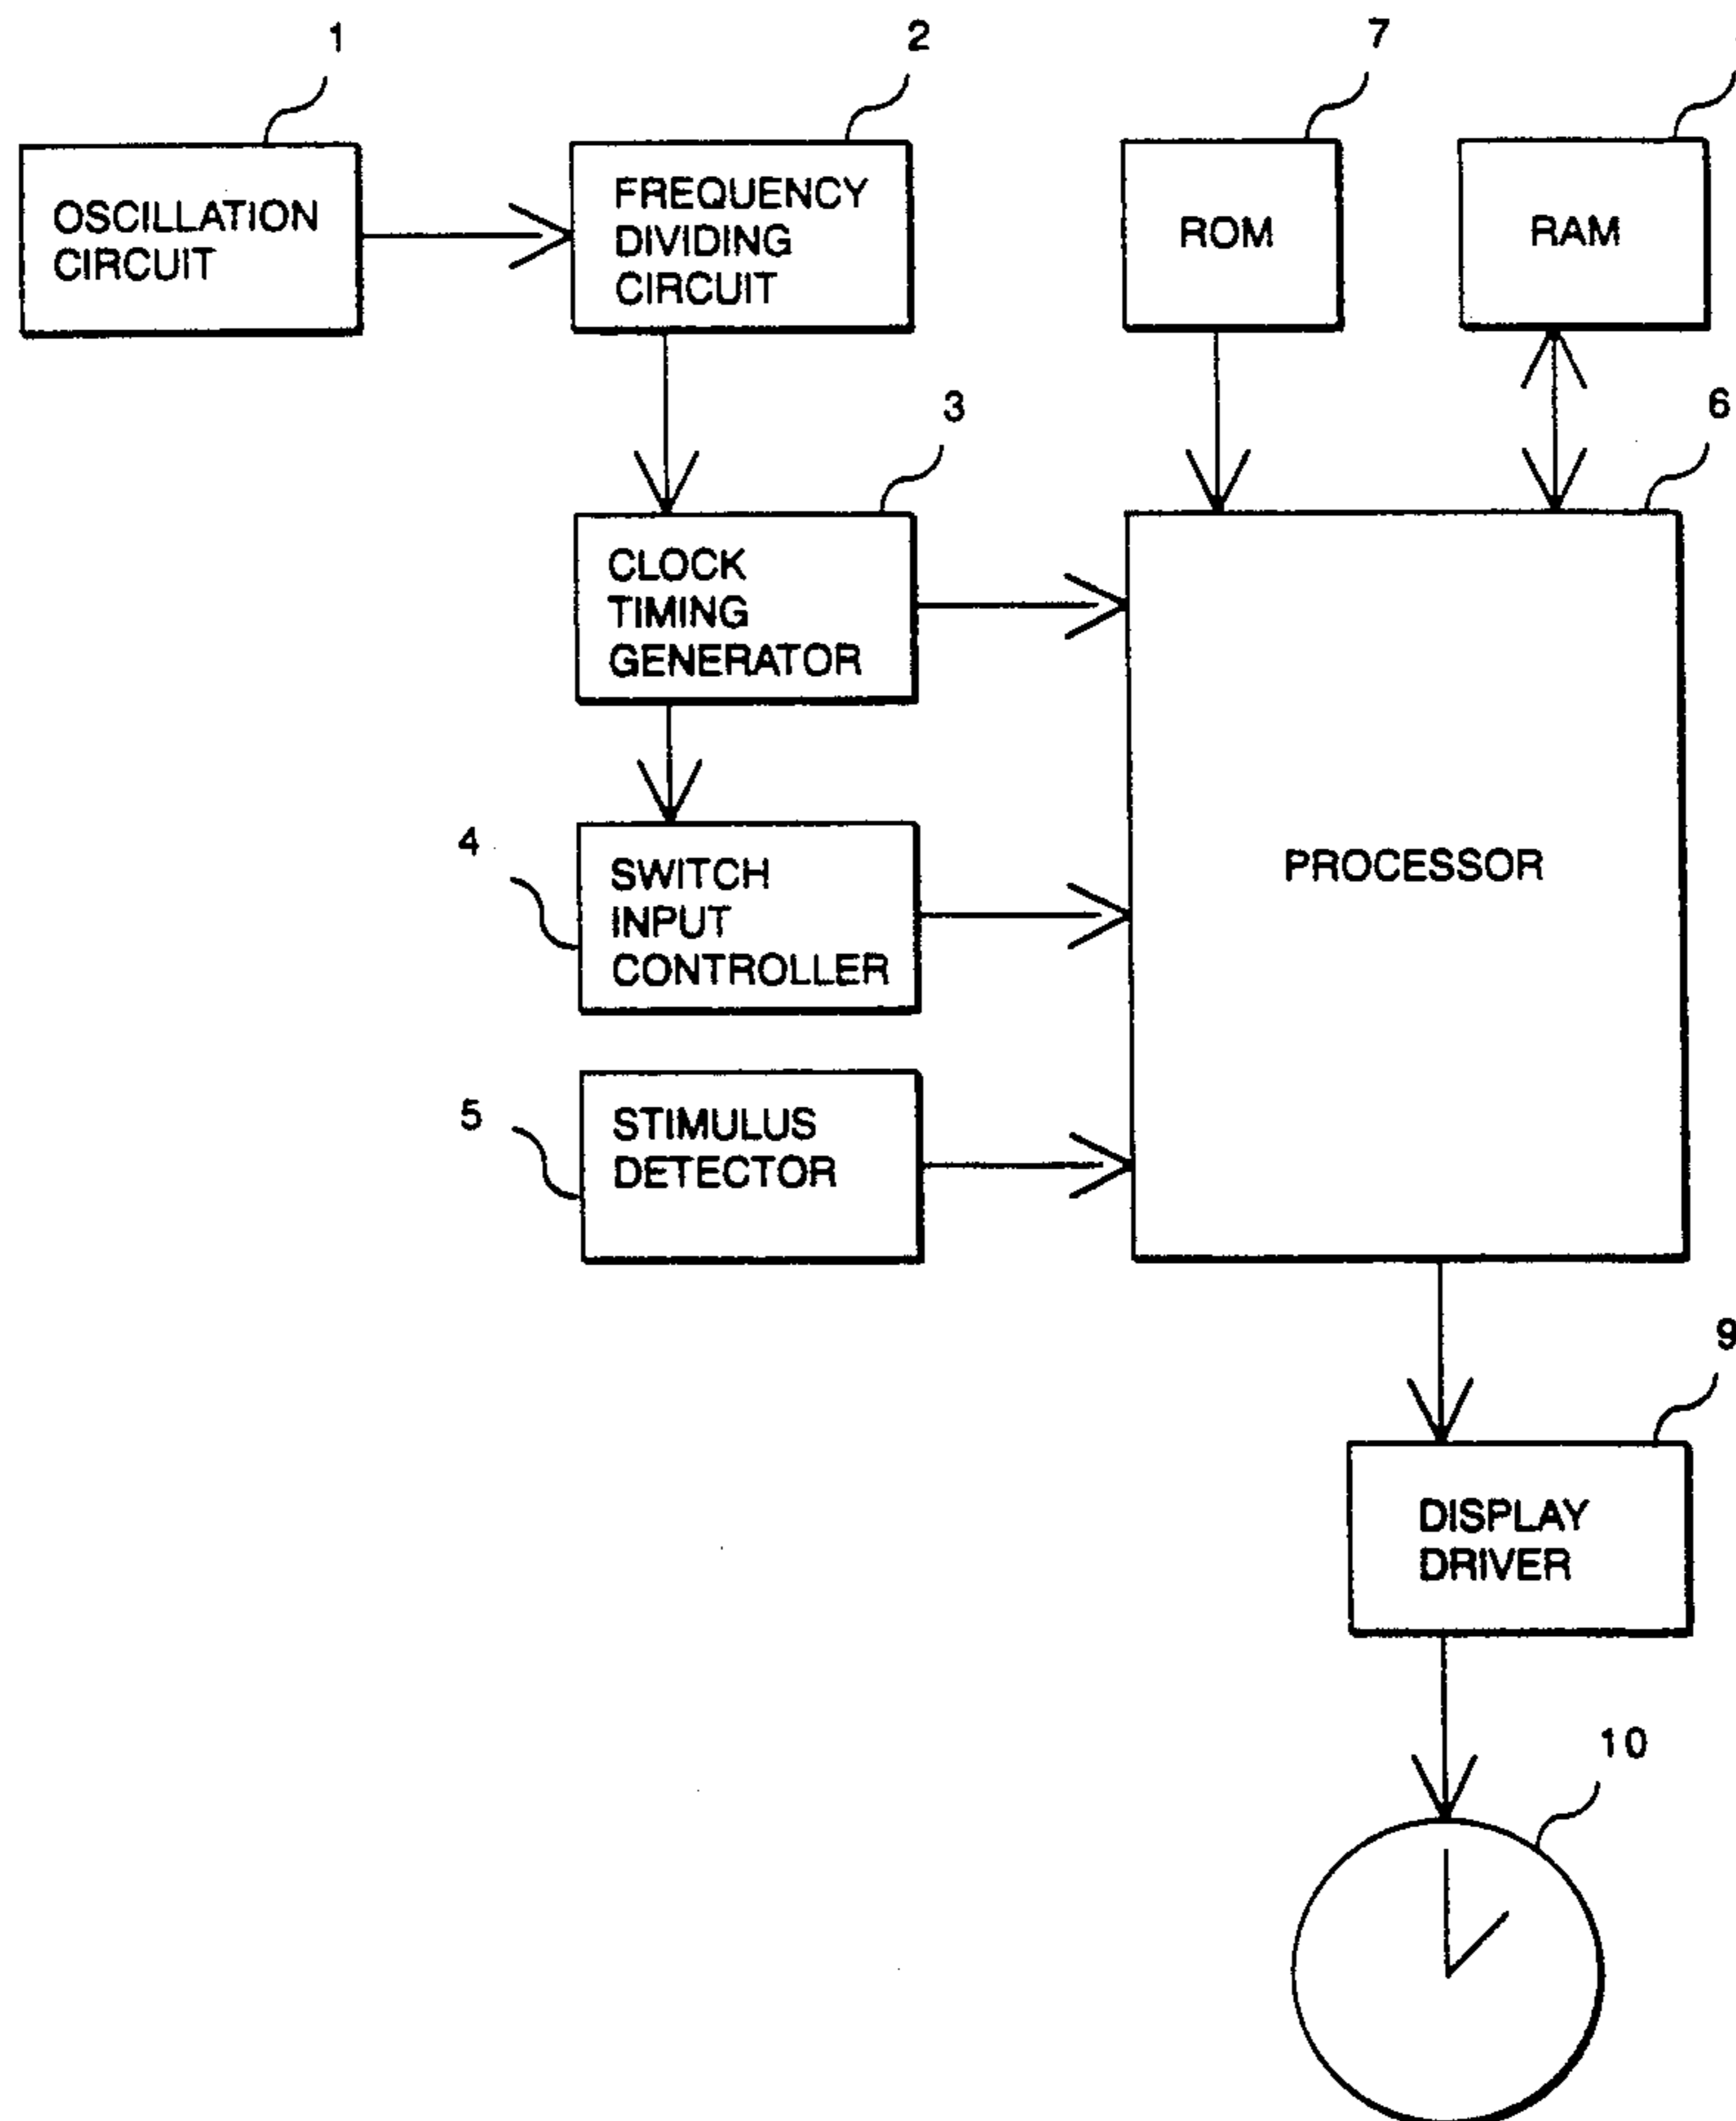 1
2
7
OSCILLATION
CIRCUIT
FREQUENCY
DIVIDING
CIRCUIT
ROM
RAM
3
6
CLOCK
TIMING
GENERATOR
4
SWITCH
INPUT
CONTROLLER
PROCESSOR
5
STIMULUS
DETECTOR
9
DISPLAY
DRIVER
10